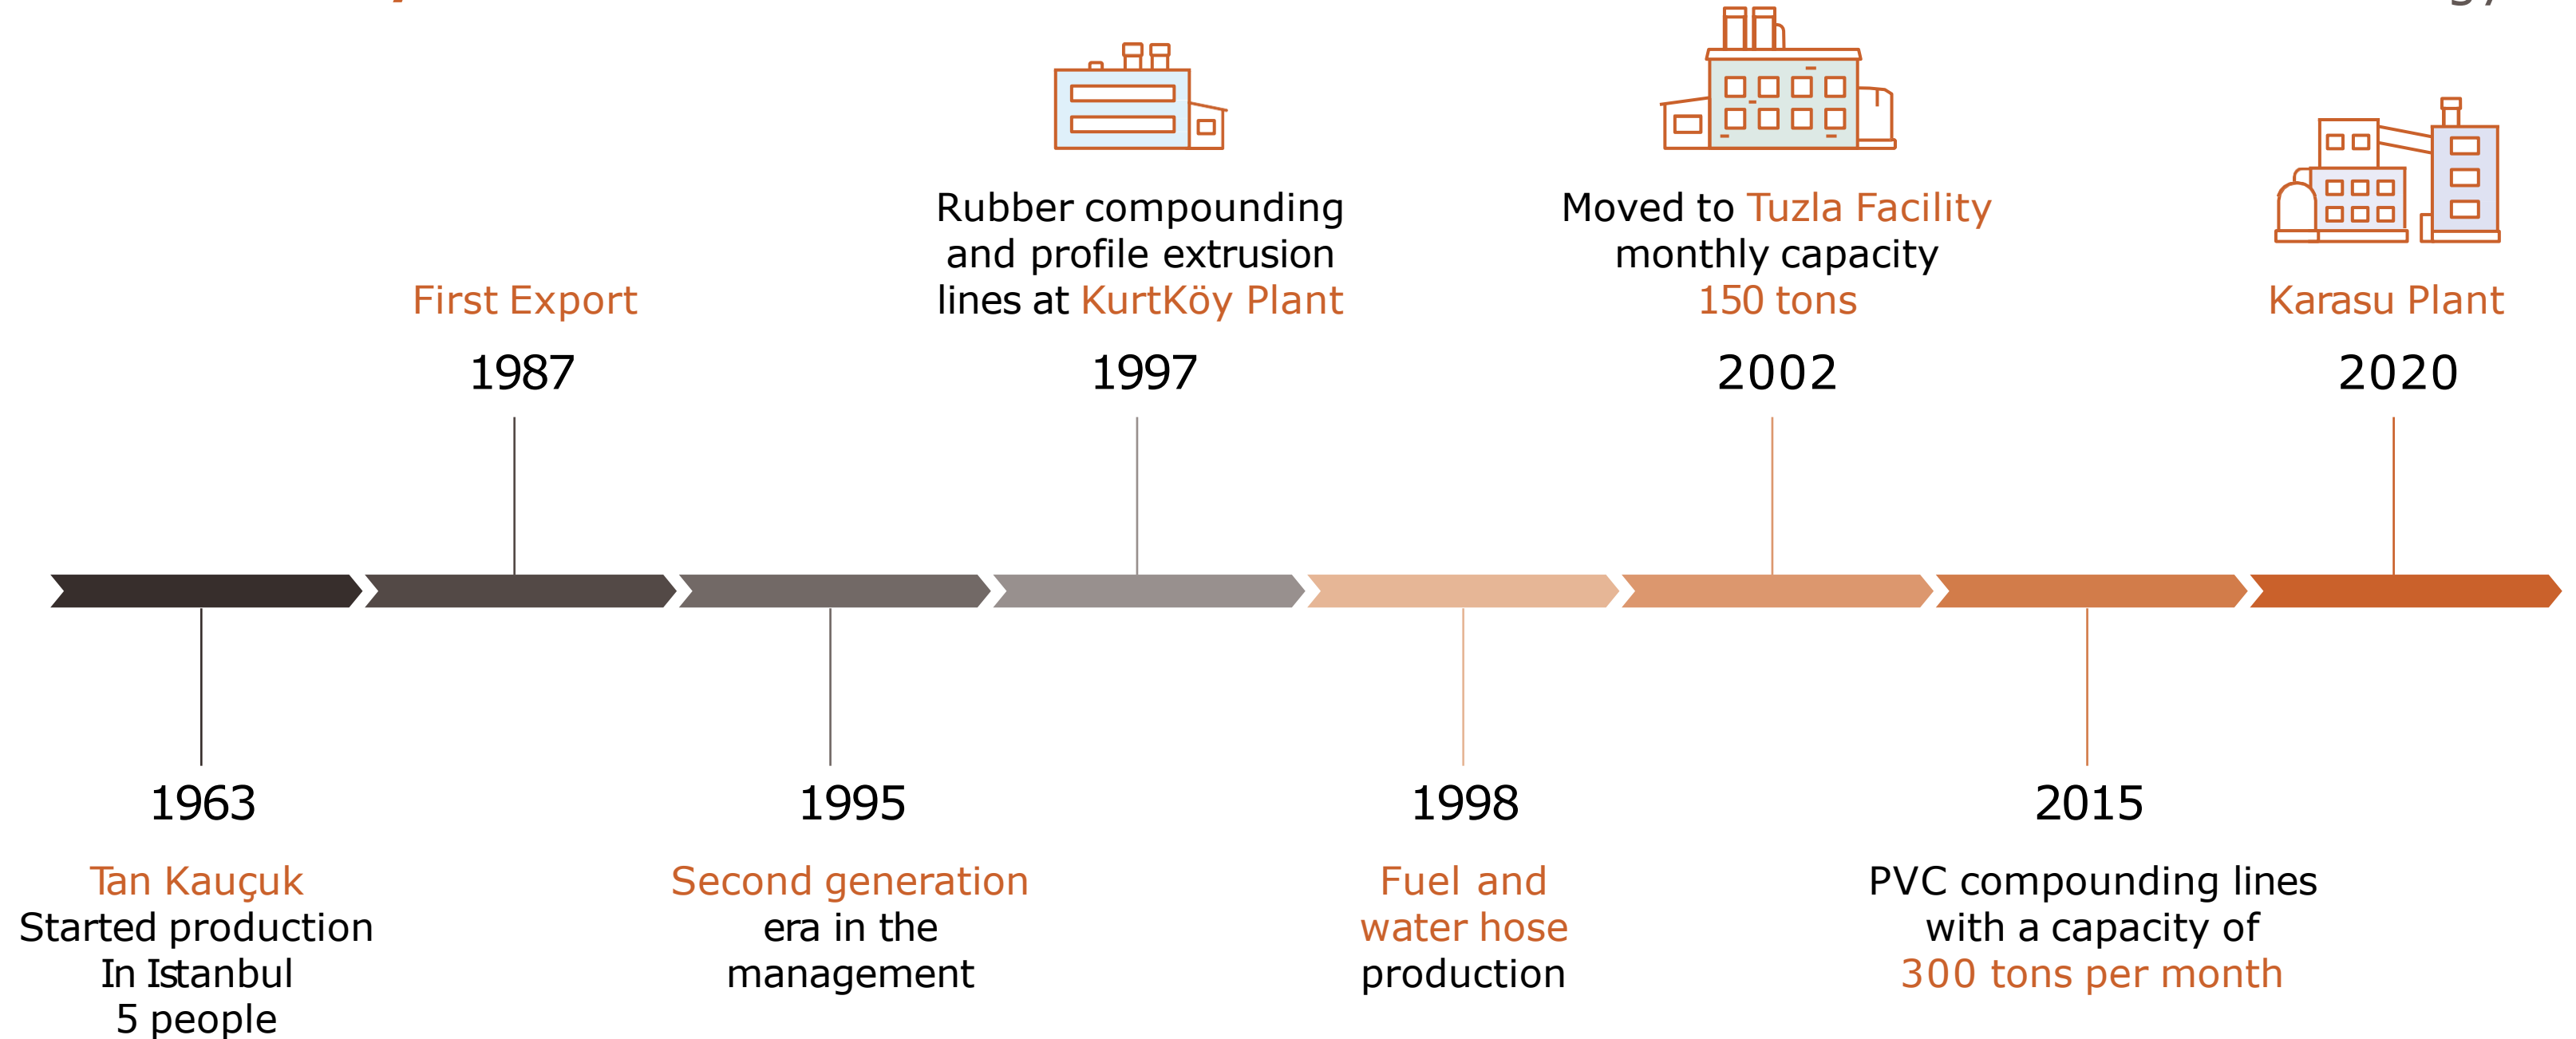 Rubber compounding
and profile extrusion
lines at KurtKöy Plant
Moved to Tuzla Facility
monthly capacity
150 tons
First Export
Karasu Plant
1987
1997
2002
2020
1963
1995
1998
2015
Tan Kauçuk
Started production
In Istanbul
5 people
Second generation
era in the
management
Fuel and
water hose
production
PVC compounding lines
with a capacity of
300 tons per month